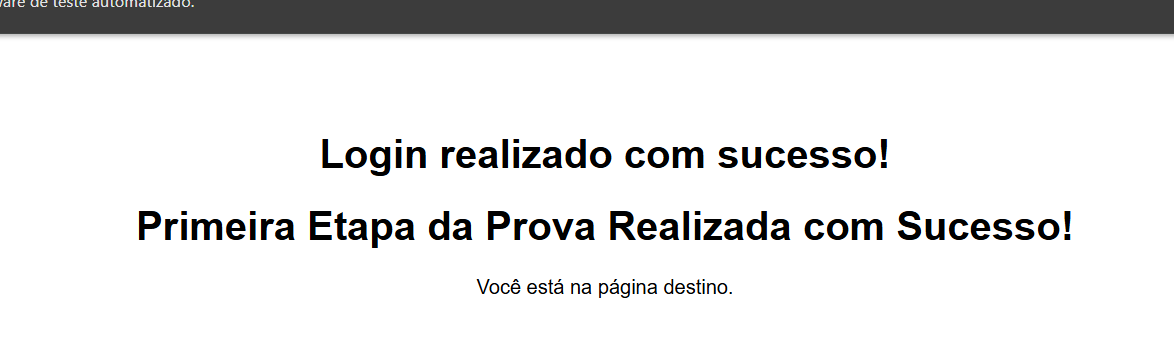 de teste automatizado.
Login realizado com sucesso!
Primeira Etapa da Prova Realizada com Sucesso!
Você está na página destino.